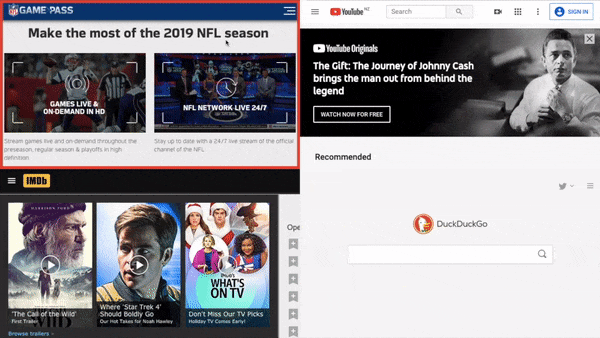 NFL GAME PASS
Make the most of the 2019 NFL season
GAMES LIVE &
ON-DEMAND IN HD
NFL NETWORK LIVE 24/7
Stream games live and on-demand throughout the
preseason, regular season & playoffs in high
definition
Stay up to date with a 24/7 live stream of the official
channel of the NFL
IMDb
HARRISON FORD
'The Call of the Wild'
First Trailer
Where 'Star Trek 4'
Should Boldly Go
Our Hot Takes for Noah Hawley
WHAT'S
ON TV
Don't Miss Our TV Picks
Holiday TV Comes Early!
Browse trailers
Ope
YouTube NZ
Search
SIGN IN
YouTube Originals
The Gift: The Journey of Johnny Cash
brings the man out from behind the
legend
WATCH NOW FOR FREE
Recommended
DuckDuckGo